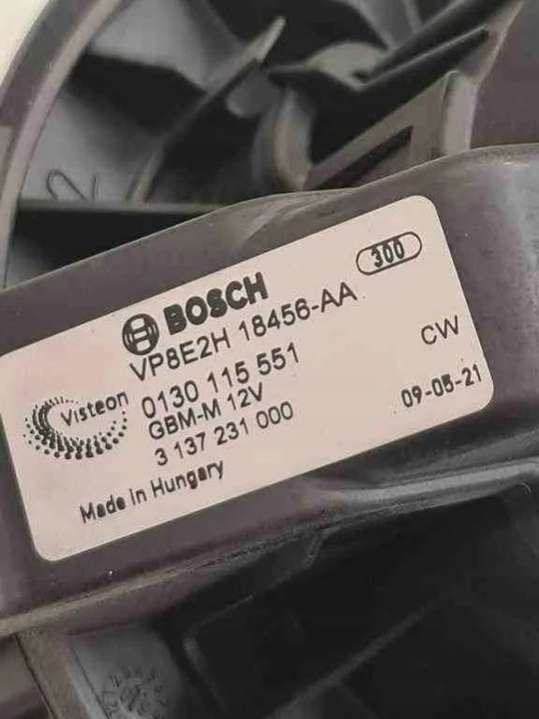 300
BOSCH
VP8E2H 18456-AA
CW
Visteon
0130 115 551
GBM-M 12V
09-05-21
3 137 231 000
Made in Hungary
2